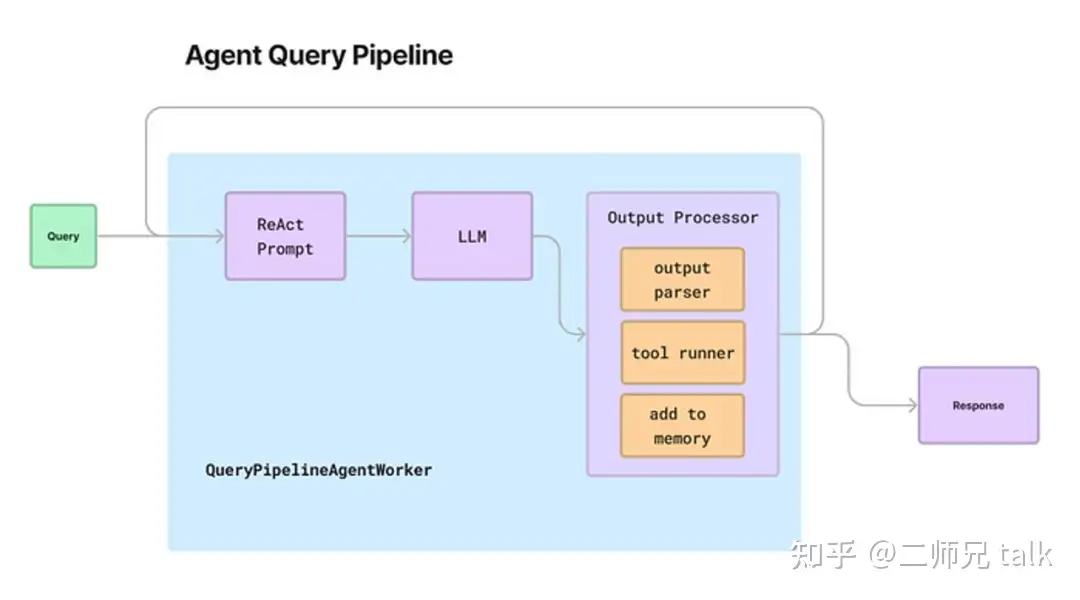 Agent Query Pipeline
Query
ReAct
Prompt
LLM
Output Processor
output
parser
tool runner
add to
memory
QueryPipelineAgentWorker
Response
知乎 @二师兄 talk